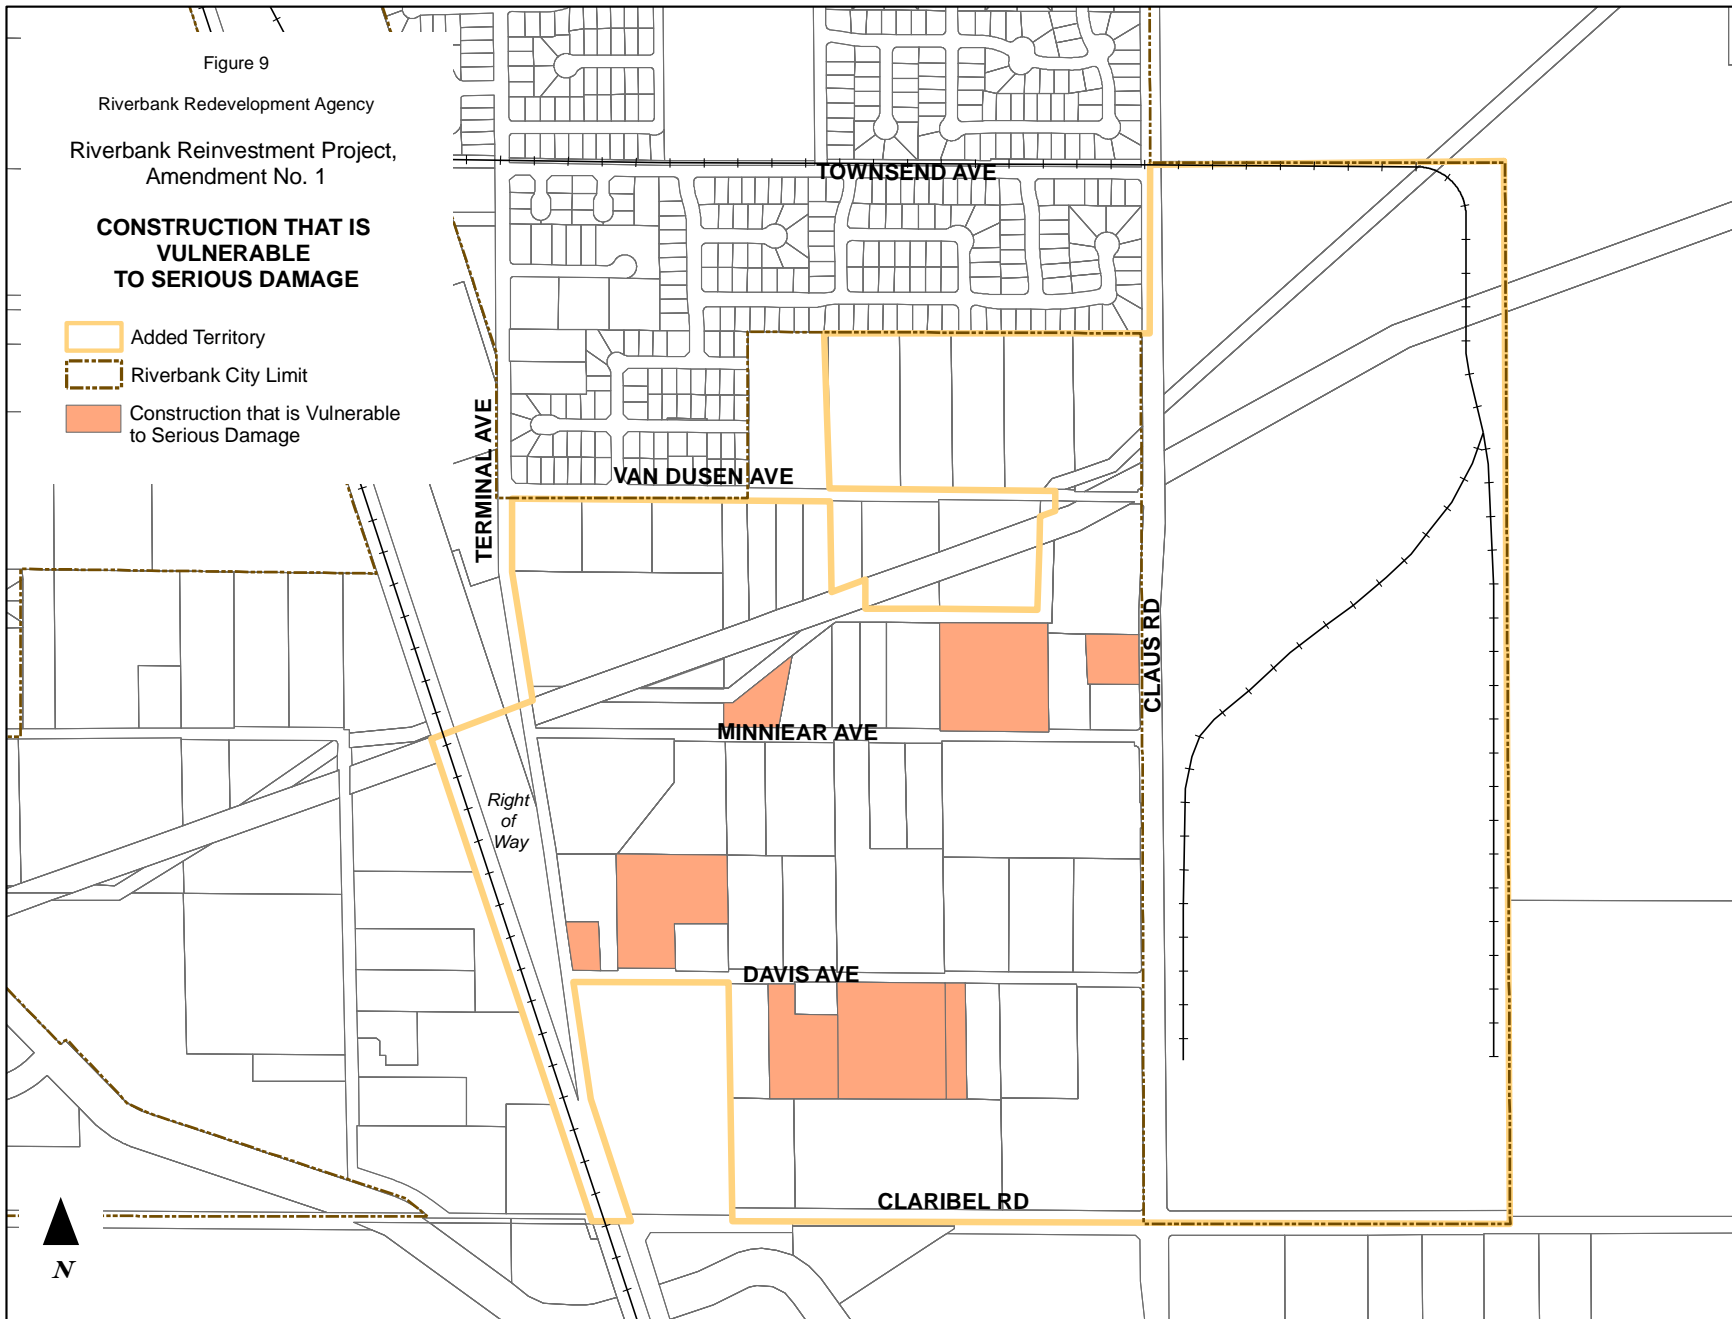 Figure 9
Riverbank Redevelopment Agency
Riverbank Reinvestment Project,
Amendment No. 1
CONSTRUCTION THAT IS
VULNERABLE
TO SERIOUS DAMAGE
Added Territory
Riverbank City Limit
Construction that is Vulnerable
to Serious Damage
TOWNSEND AVE
TERMINAL AVE
VAN DUSEN AVE
CLAUS RD
MINNIEAR AVE
Right
of
Way
DAVIS AVE
CLARIBEL RD
N